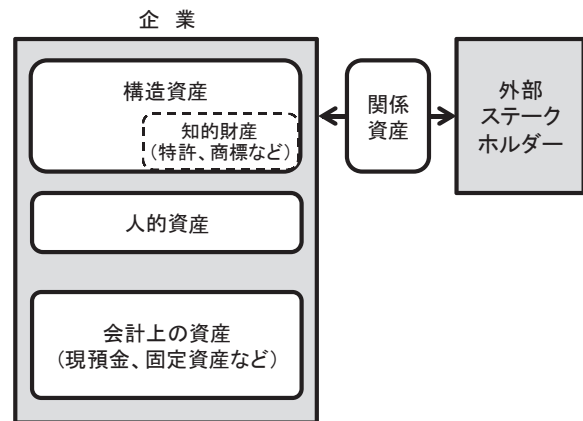 企 業
構造資産
知的財産
（特許、商標など）
人的資産
会計上の資産
（現預金、固定資産など）
関係
資産
外部
ステーク
ホルダー